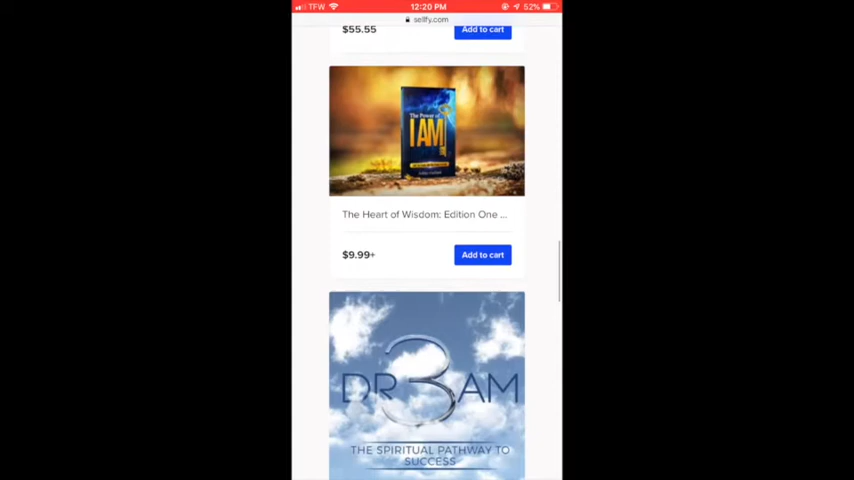 TFW 12:20 PM 52%
sellfy.com
$55.55 Add to cart
The Power of
I AM
The Heart of Wisdom: Edition One ...
$9.99+ Add to cart
DR3AM
THE SPIRITUAL PATHWAY TO
SUCCESS